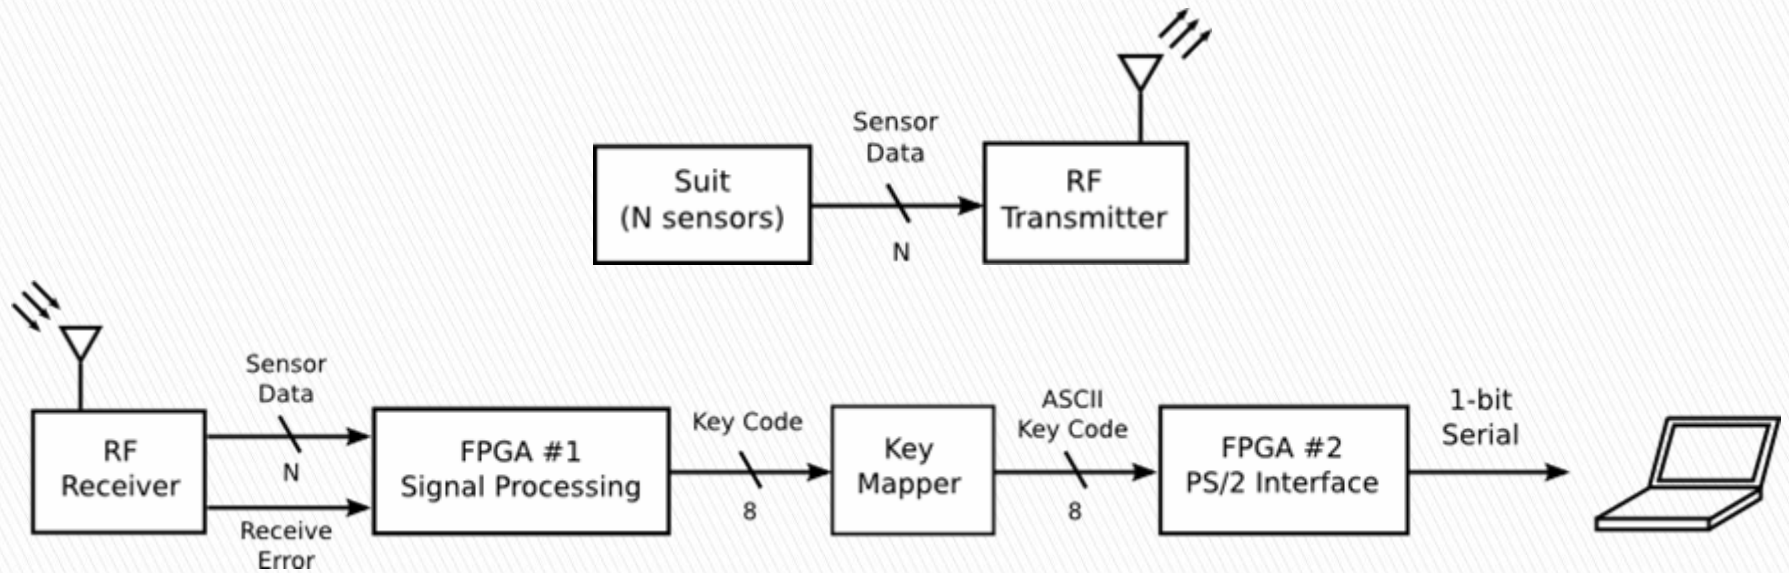 Sensor
Data
Suit
(N sensors)
N
RF
Transmitter
Sensor
Data
RF
Receiver
N
Receive
Error
FPGA #1
Signal Processing
Key Code
8
Key
Mapper
ASCII
Key Code
8
FPGA #2
PS/2 Interface
1-bit
Serial